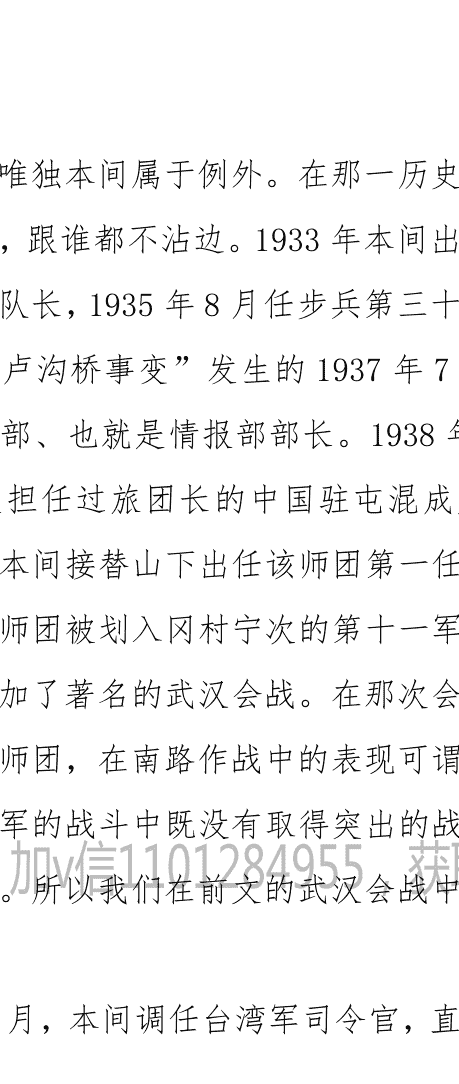 唯独本间属于例外。在那一历史
，跟谁都不沾边。1933 年本间出
队长，1935 年 8 月任步兵第三十
卢沟桥事变”发生的 1937 年 7
部、也就是情报部部长。1938 年
担任过旅团长的中国驻屯混成
本间接替山下出任该师团第一任
师团被划入冈村宁次的第十一军
加了著名的武汉会战。在那次会
师团，在南路作战中的表现可谓
军的战斗中既没有取得突出的战
加v信1101284955，获取
。所以我们在前文的武汉会战中
月，本间调任台湾军司令官，直